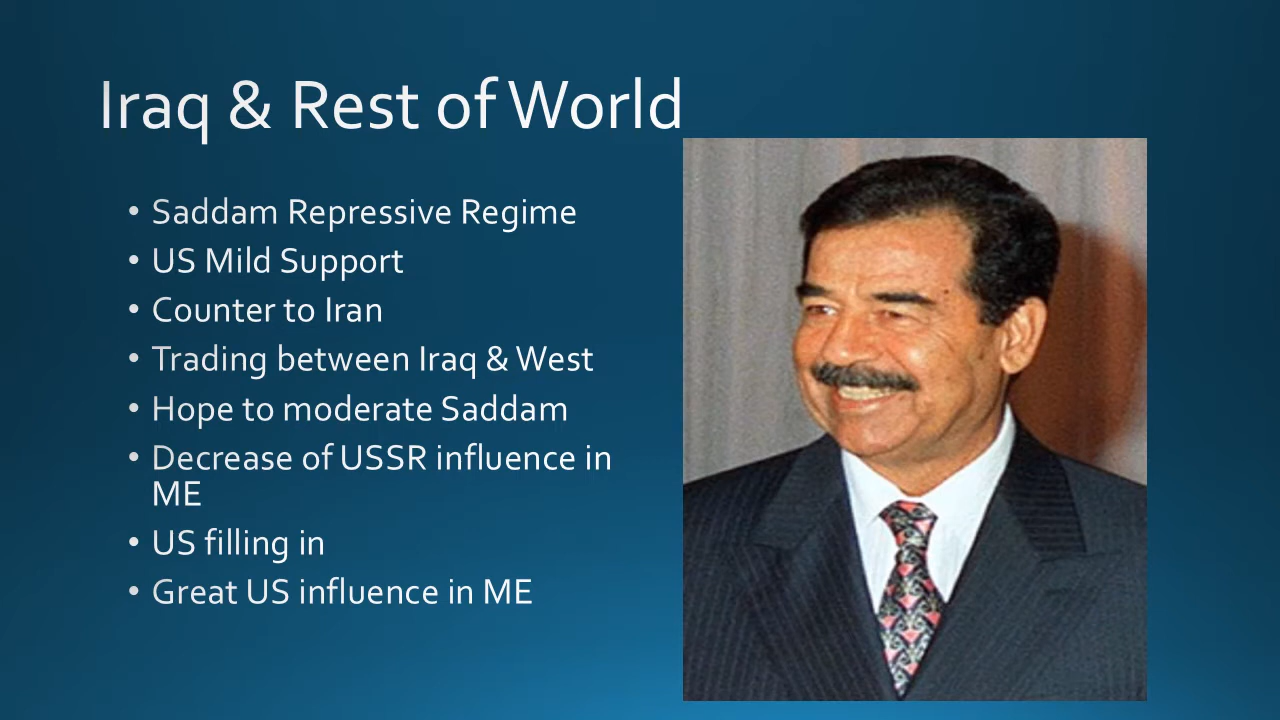 Iraq & Rest of World
• Saddam Repressive Regime
• US Mild Support
• Counter to Iran
• Trading between Iraq & West
• Hope to moderate Saddam
• Decrease of USSR influence in
ME
• US filling in
• Great US influence in ME